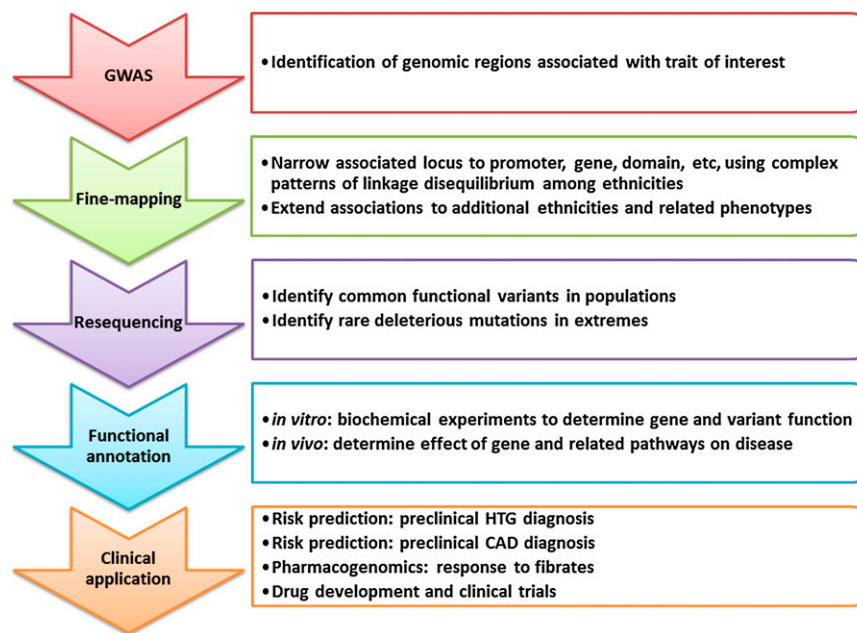 GWAS
•Identification of genomic regions associated with trait of interest
Fine-mapping
•Narrow associated locus to promoter, gene, domain, etc, using complex
patterns of linkage disequilibrium among ethnicities
•Extend associations to additional ethnicities and related phenotypes
Resequencing
•Identify common functional variants in populations
•Identify rare deleterious mutations in extremes
Functional
annotation
•in vitro: biochemical experiments to determine gene and variant function
•in vivo: determine effect of gene and related pathways on disease
Clinical
application
•Risk prediction: preclinical HTG diagnosis
•Risk prediction: preclinical CAD diagnosis
•Pharmacogenomics: response to fibrates
•Drug development and clinical trials